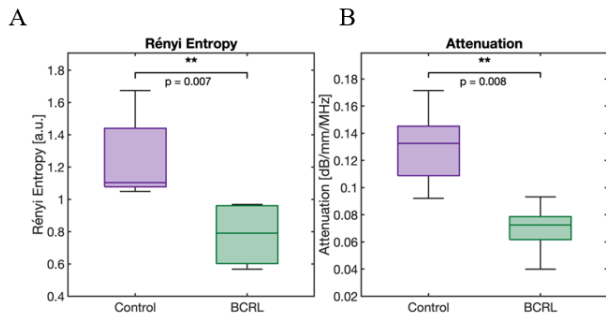 A
Rényi Entropy
**
p = 0.007
1.8
1.6
1.4
1.2
1
0.8
0.6
0.4
Rényi Entropy [a.u.]
Control BCRL
B
Attenuation
**
p = 0.008
0.18
0.16
0.14
0.12
0.1
0.08
0.06
0.04
0.02
Attenuation [dB/mm/MHz]
Control BCRL